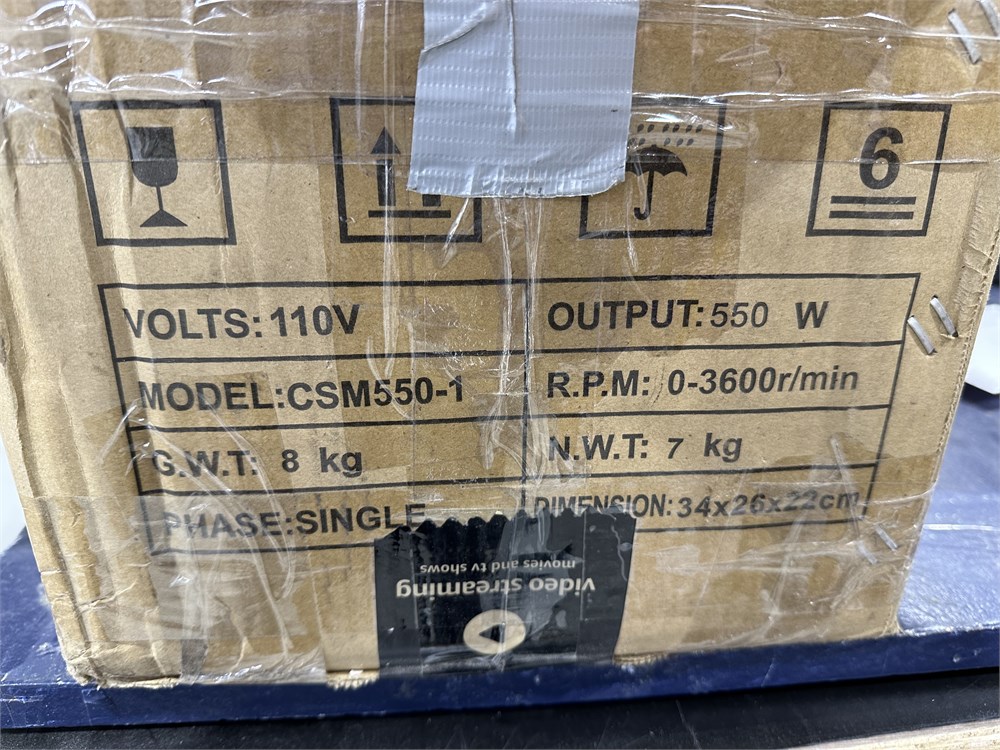 6
VOLTS: 110V
OUTPUT: 550 W
MODEL:CSM550-1
R.P.M: 0-3600r/min
G.W.T: 8 kg
N.W.T: 7 kg
PHASE:SINGLE
DIMENSION: 34x26x22cm
video streaming
movies and tv shows